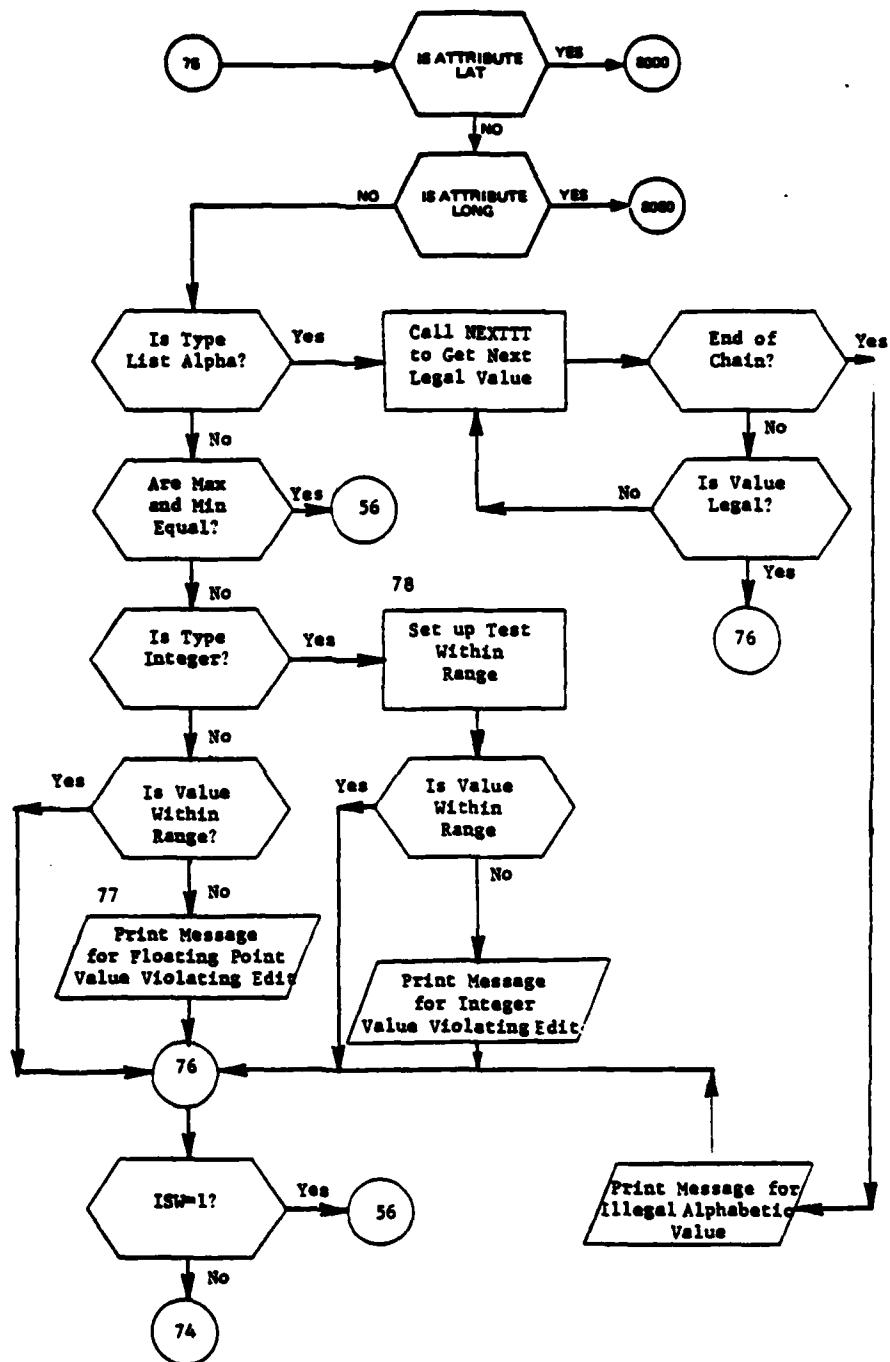 75
IS ATTRIBUTE
LAT
YES
8000
NO
IS ATTRIBUTE
LONG
NO
YES
Is Type
List Alpha?
Yes
Call NEXTTT
to Get Next
Legal Value
End of
Chain?
Yes
No
No
Are Max
and Min
Equal?
Yes
56
No
Is Value
Legal?
No
Yes
76
78
Is Type
Integer?
Yes
Set up Test
Within
Range
No
Yes
Is Value
Within
Range?
Yes
Is Value
Within
Range
No
No
77
Print Message
for Floating Point
Value Violating Edit
Print Message
for Integer
Value Violating Edit
76
ISW=1?
Yes
56
Print Message for
Illegal Alphabetic
Value
No
74